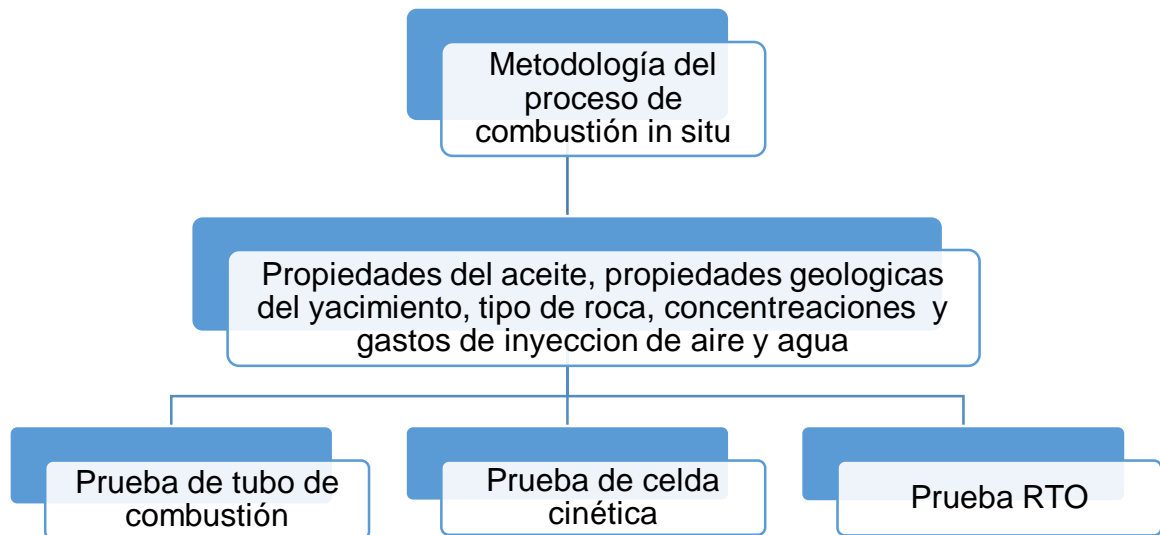 Metodología del
proceso de
combustión in situ
Propiedades del aceite, propiedades geologicas
del yacimiento, tipo de roca, concentreaciones y
gastos de inyeccion de aire y agua
Prueba de tubo de
combustión
Prueba de celda
cinética
Prueba RTO